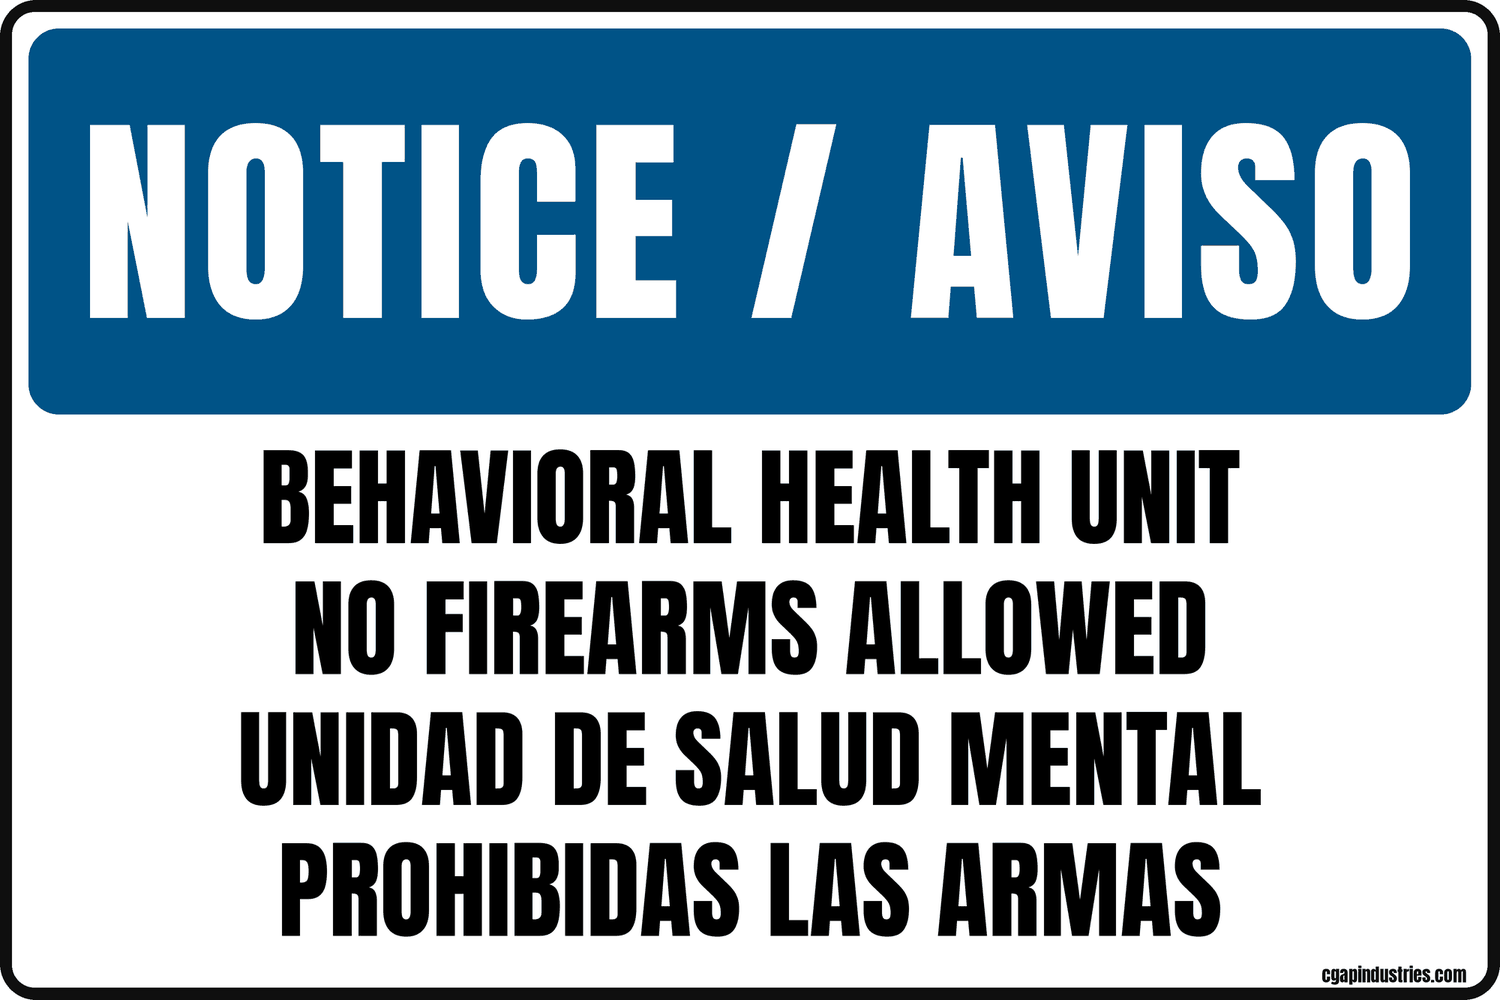 NOTICE / AVISO
BEHAVIORAL HEALTH UNIT
NO FIREARMS ALLOWED
UNIDAD DE SALUD MENTAL
PROHIBIDAS LAS ARMAS
cgapindustries.com